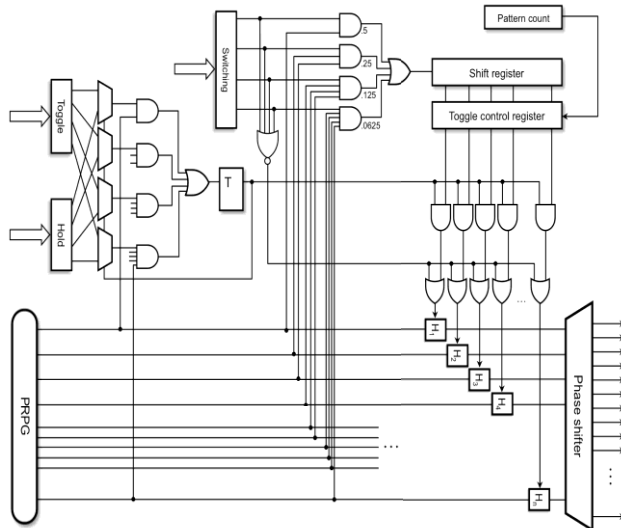 Pattern count
Switching
.5
.25
.125
.0625
Shift register
Toggle control register
Toggle
Hold
T
...
H1
H2
H3
H4
Hn
PRPG
...
Phase shifter
...